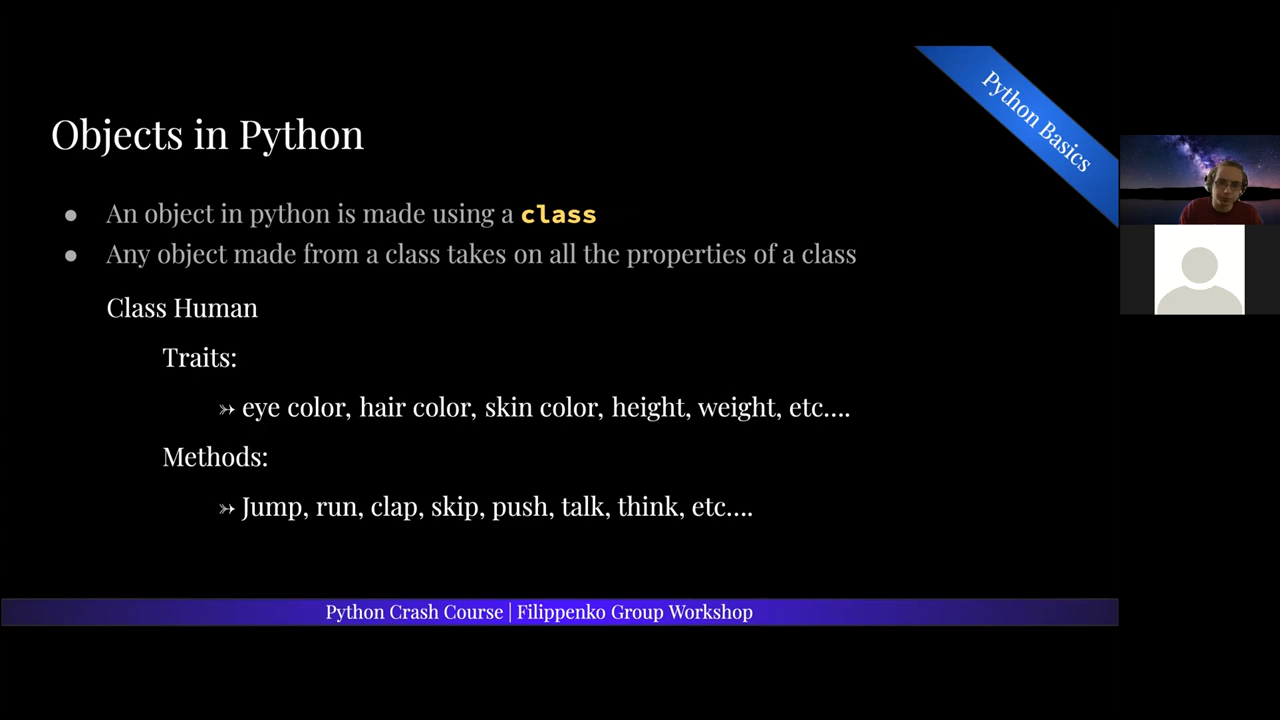 Python Basics
Objects in Python
● An object in python is made using a class
● Any object made from a class takes on all the properties of a class
Class Human
Traits:
⤖ eye color, hair color, skin color, height, weight, etc….
Methods:
⤖ Jump, run, clap, skip, push, talk, think, etc….
Python Crash Course | Filippenko Group Workshop